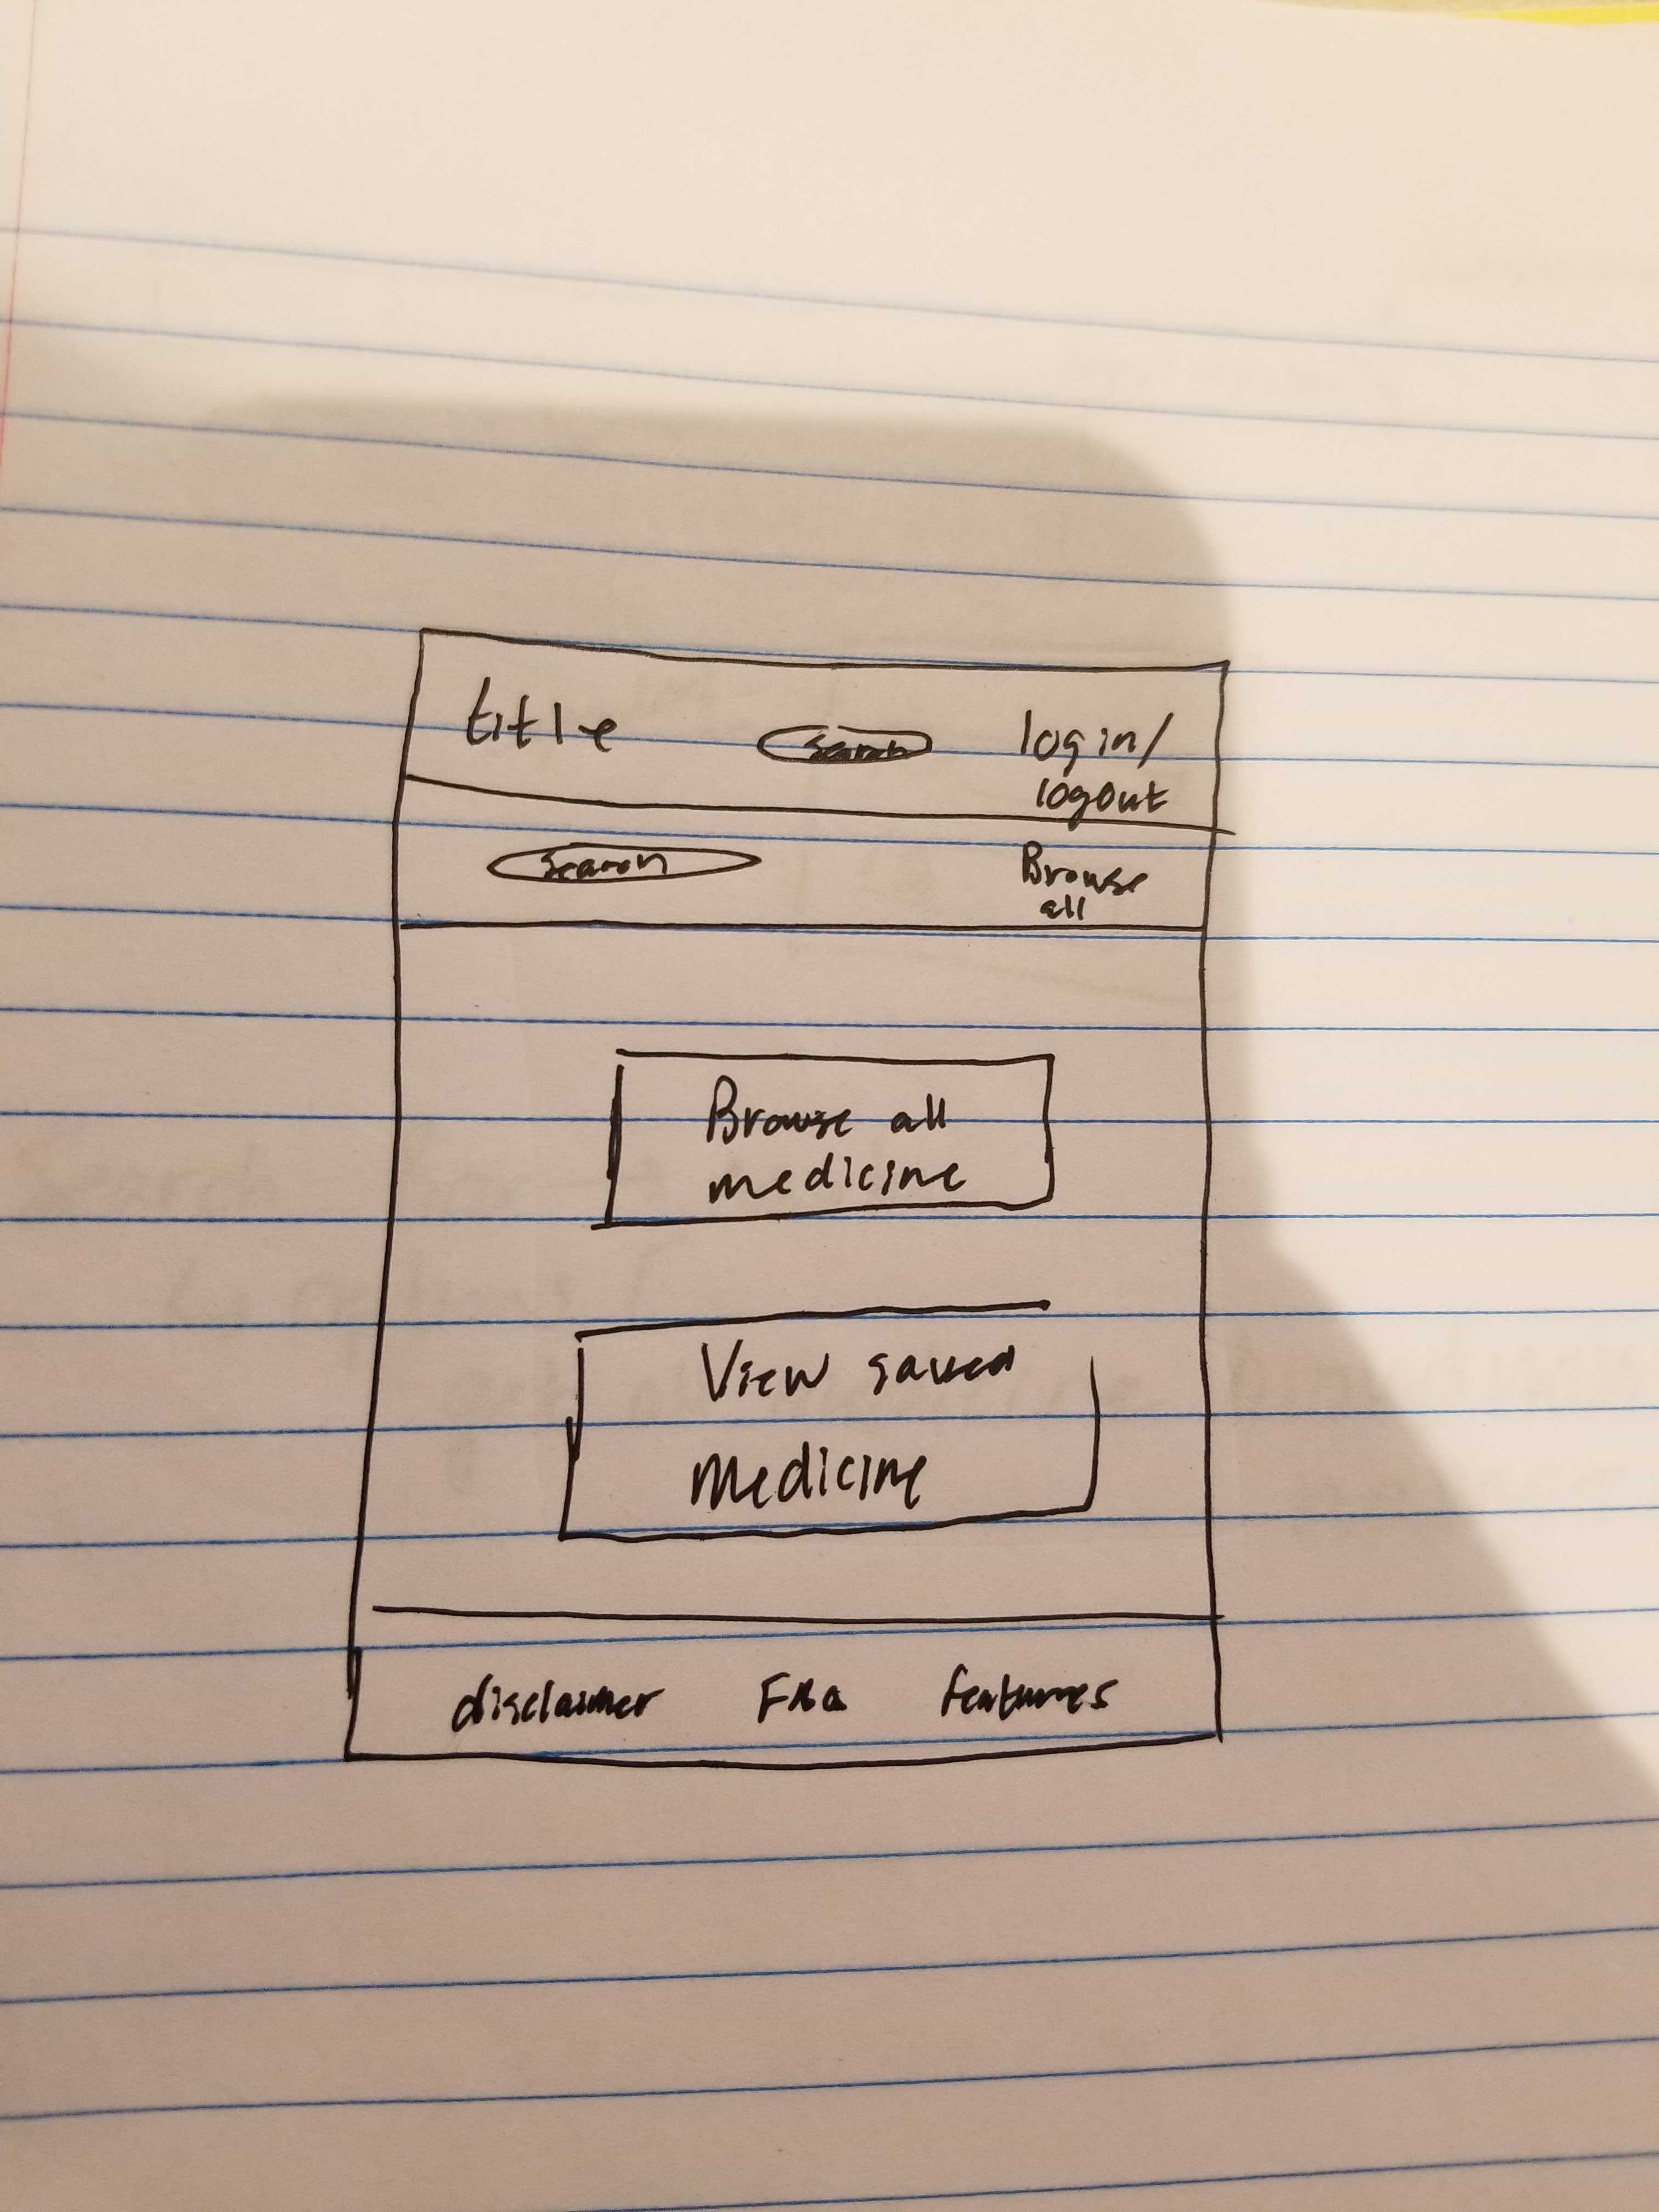 title search login/
logout
search Browse
all
Browse all
medicine
View saved
medicine
disclaimer FAQ features